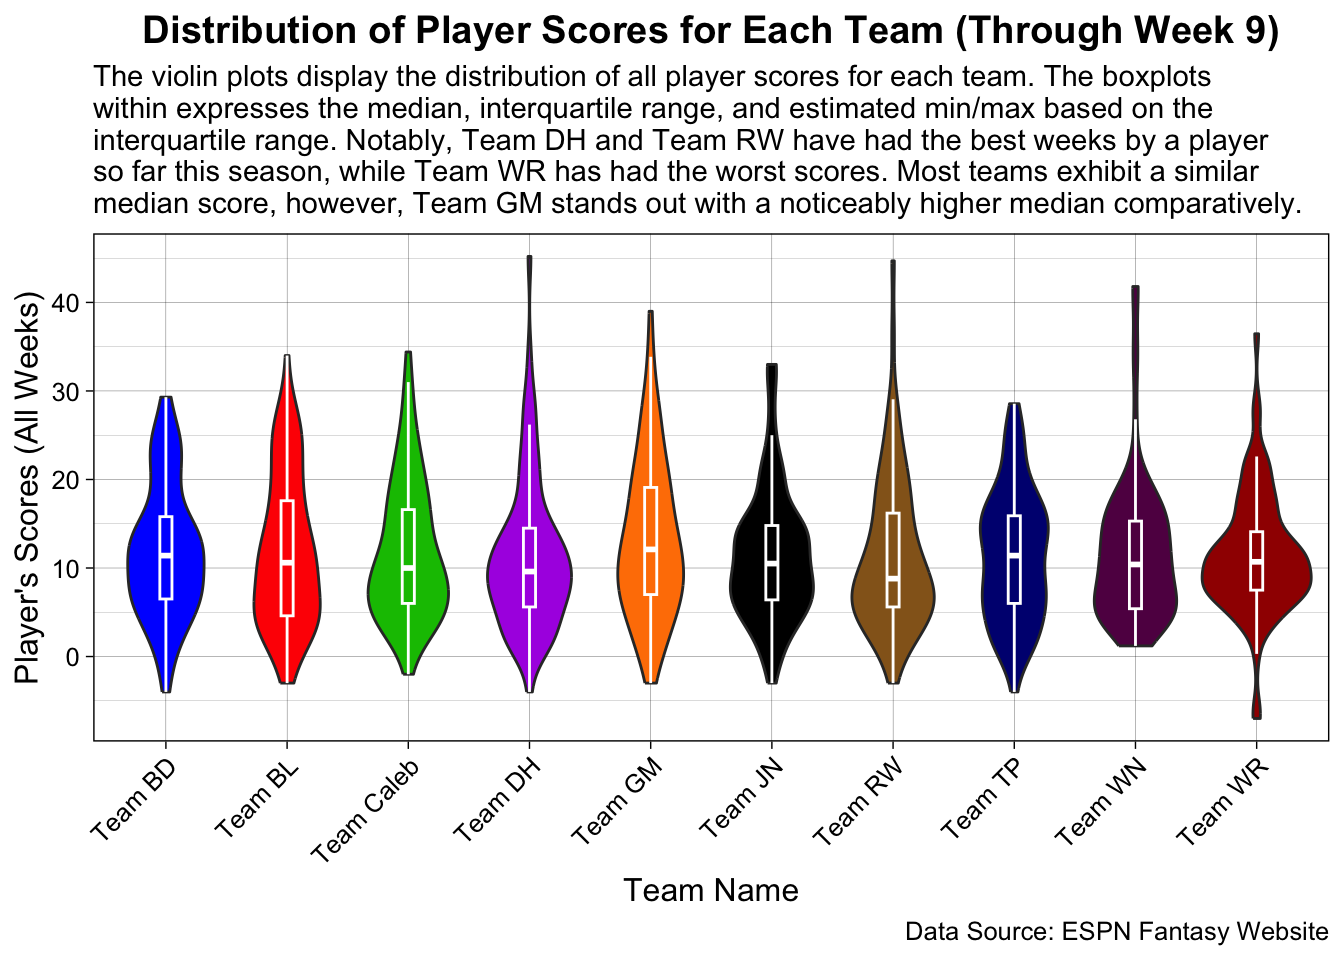 Distribution of Player Scores for Each Team (Through Week 9)
The violin plots display the distribution of all player scores for each team. The boxplots
within expresses the median, interquartile range, and estimated min/max based on the
interquartile range. Notably, Team DH and Team RW have had the best weeks by a player
so far this season, while Team WR has had the worst scores. Most teams exhibit a similar
median score, however, Team GM stands out with a noticeably higher median comparatively.
Player's Scores (All Weeks)
40
30
20
10
0
Team BD
Team BL
Team Caleb
Team DH
Team GM
Team JN
Team RW
Team TP
Team WN
Team WR
Team Name
Data Source: ESPN Fantasy Website